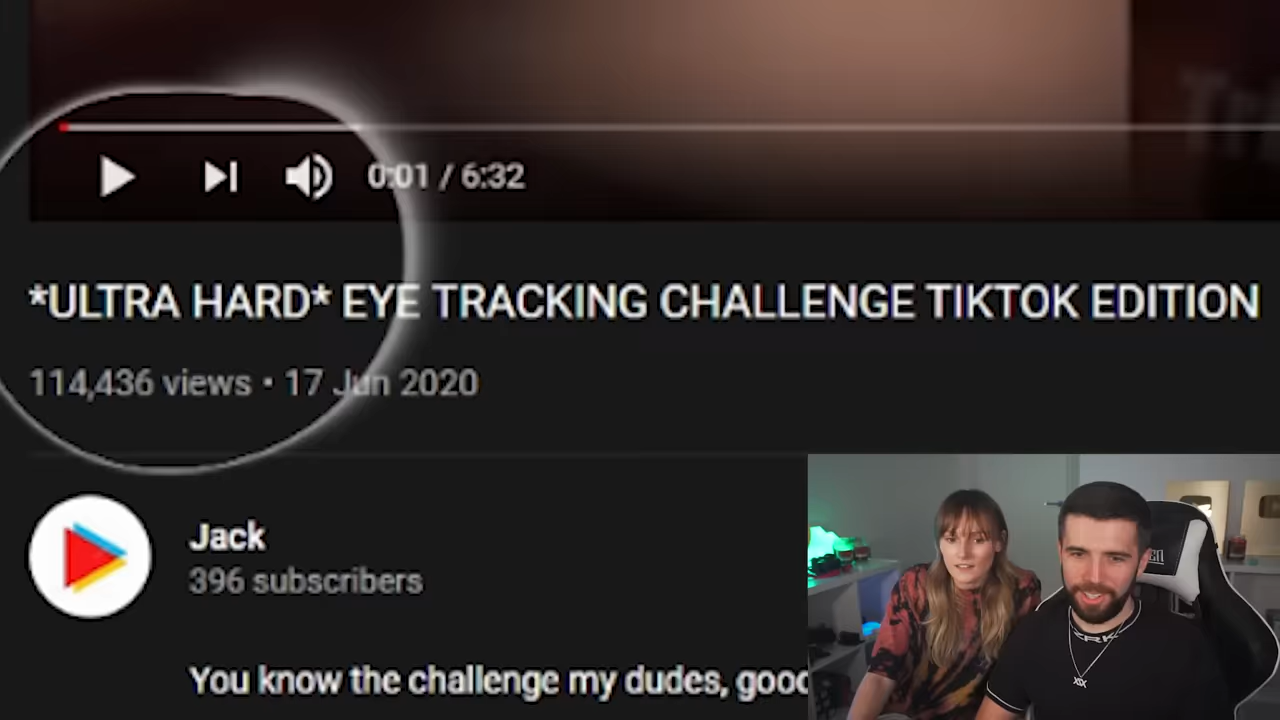 0:01 / 6:32
*ULTRA HARD* EYE TRACKING CHALLENGE TIKTOK EDITION
114,436 views • 17 Jun 2020
Jack
396 subscribers
You know the challenge my dudes, good